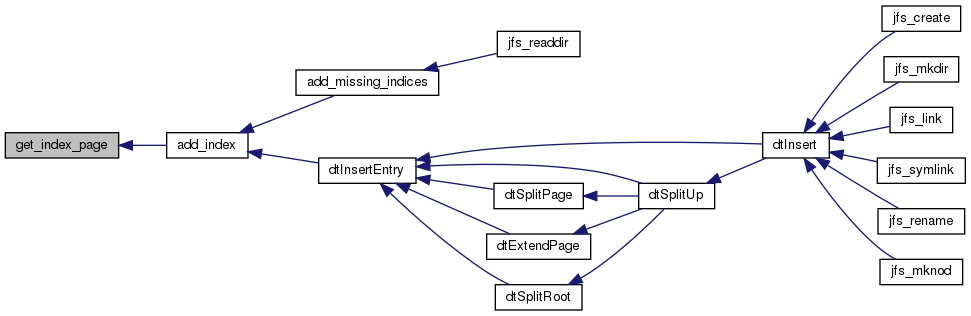 get_index_page
add_index
add_missing_indices
jfs_readdir
dtInsertEntry
dtSplitPage
dtExtendPage
dtSplitRoot
dtSplitUp
dtInsert
jfs_create
jfs_mkdir
jfs_link
jfs_symlink
jfs_rename
jfs_mknod